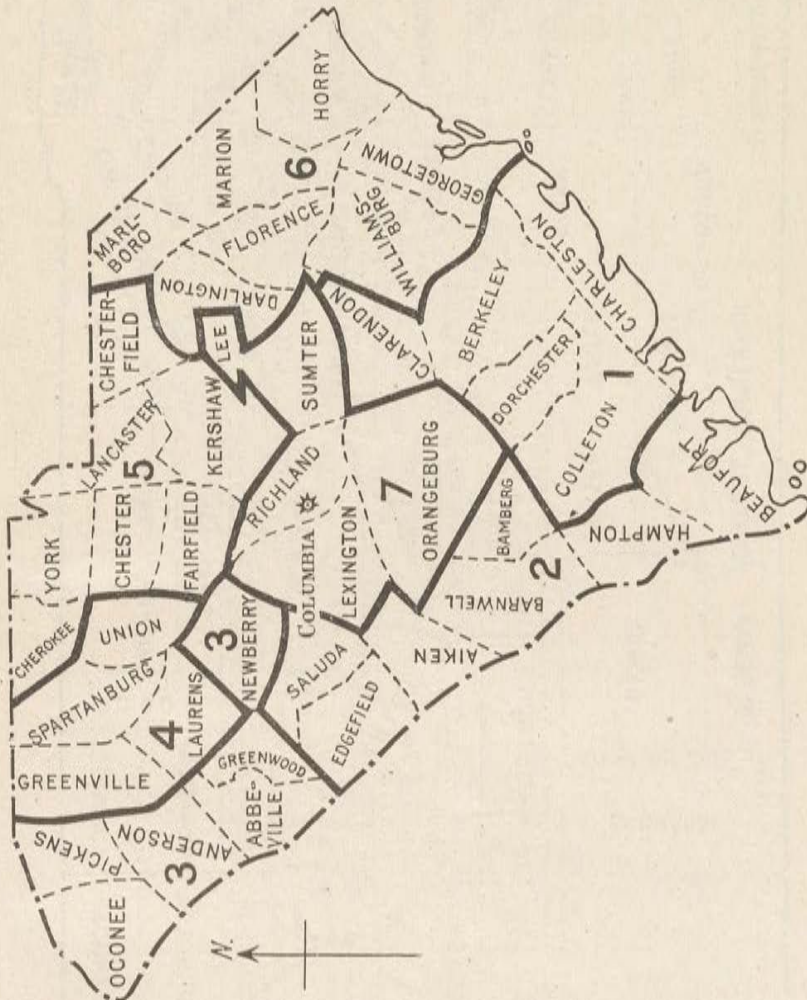 CHEROKEE
YORK
LANCASTER
CHESTER-
FIELD
MARL-
BORO
MARION
HORRY
SPARTANBURG
UNION
CHESTER
5
GREENVILLE
4
LAURENS
FAIRFIELD
KERSHAW
LEE
DARLINGTON
FLORENCE
6
PICKENS
OCONEE
ANDERSON
3
3
NEWBERRY
RICHLAND
SUMTER
WILLIAMS-
BURG
GEORGETOWN
ABBE-
VILLE
GREENWOOD
SALUDA
COLUMBIA
LEXINGTON
7
CLARENDON
EDGEFIELD
AIKEN
ORANGEBURG
BERKELEY
BARNWELL
2
BAMBERG
DORCHESTER
CHARLESTON
COLLETON
1
HAMPTON
BEAUFORT
N.